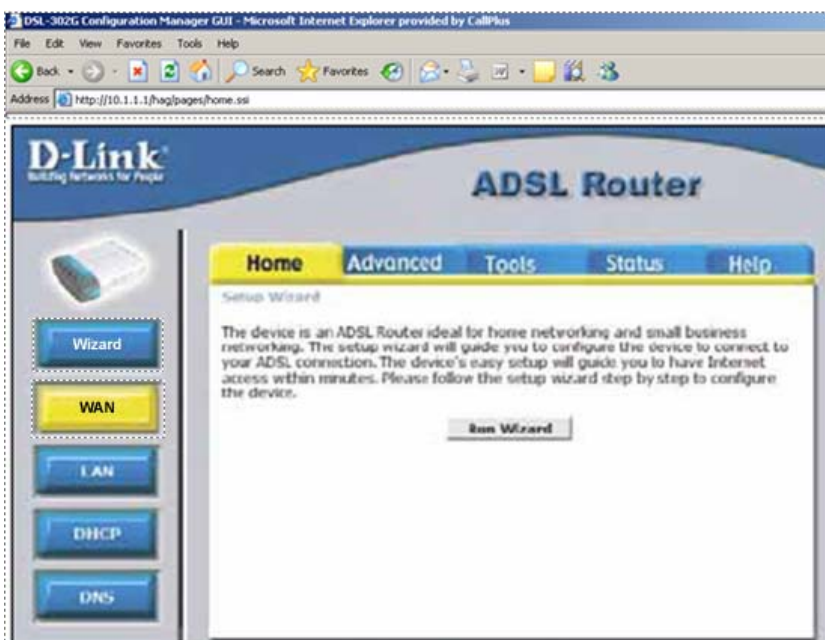 DSL-302G Configuration Manager GUI - Microsoft Internet Explorer provided by CallPlus
File Edit View Favorites Tools Help
Back Search Favorites
Address http://10.1.1.1/hag/pages/home.ssi
D-Link
Building Networks for People
ADSL Router
Home Advanced Tools Status Help
Setup Wizard
Wizard
The device is an ADSL Router ideal for home networking and small business
networking. The setup wizard will guide you to configure the device to connect to
your ADSL connection. The device's easy setup will guide you to have Internet
access wthin minutes. Please follow the setup wizard step by step to configure
the device.
WAN
Run Wizard
LAN
DHCP
DNS